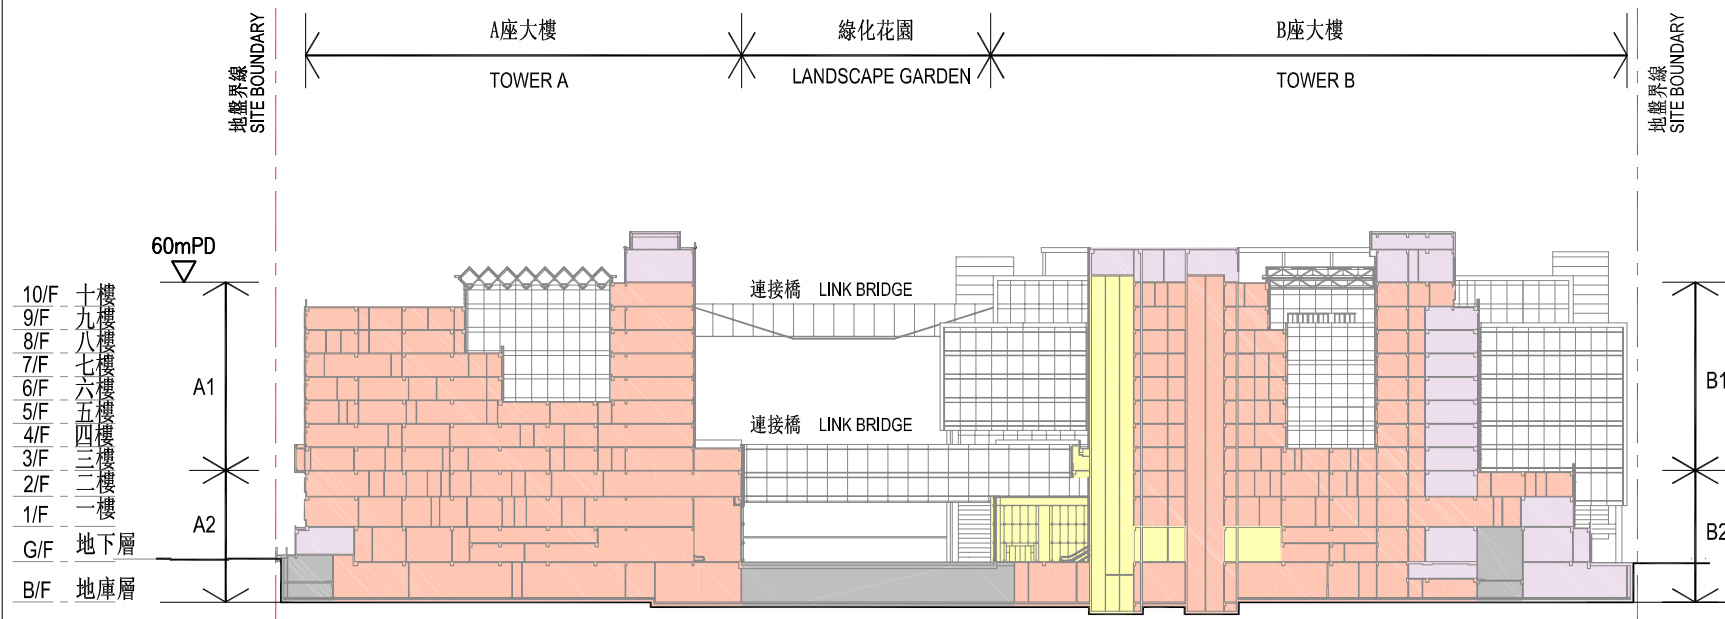 A座大樓
綠化花園
B座大樓
TOWER A
LANDSCAPE GARDEN
TOWER B
地盤界線
SITE BOUNDARY
地盤界線
SITE BOUNDARY
60mPD
10/F 十樓
9/F 九樓
8/F 八樓
7/F 七樓
6/F 六樓
5/F 五樓
4/F 四樓
3/F 三樓
2/F 二樓
1/F 一樓
G/F 地下層
B/F 地庫層
A1
A2
連接橋 LINK BRIDGE
連接橋 LINK BRIDGE
B1
B2